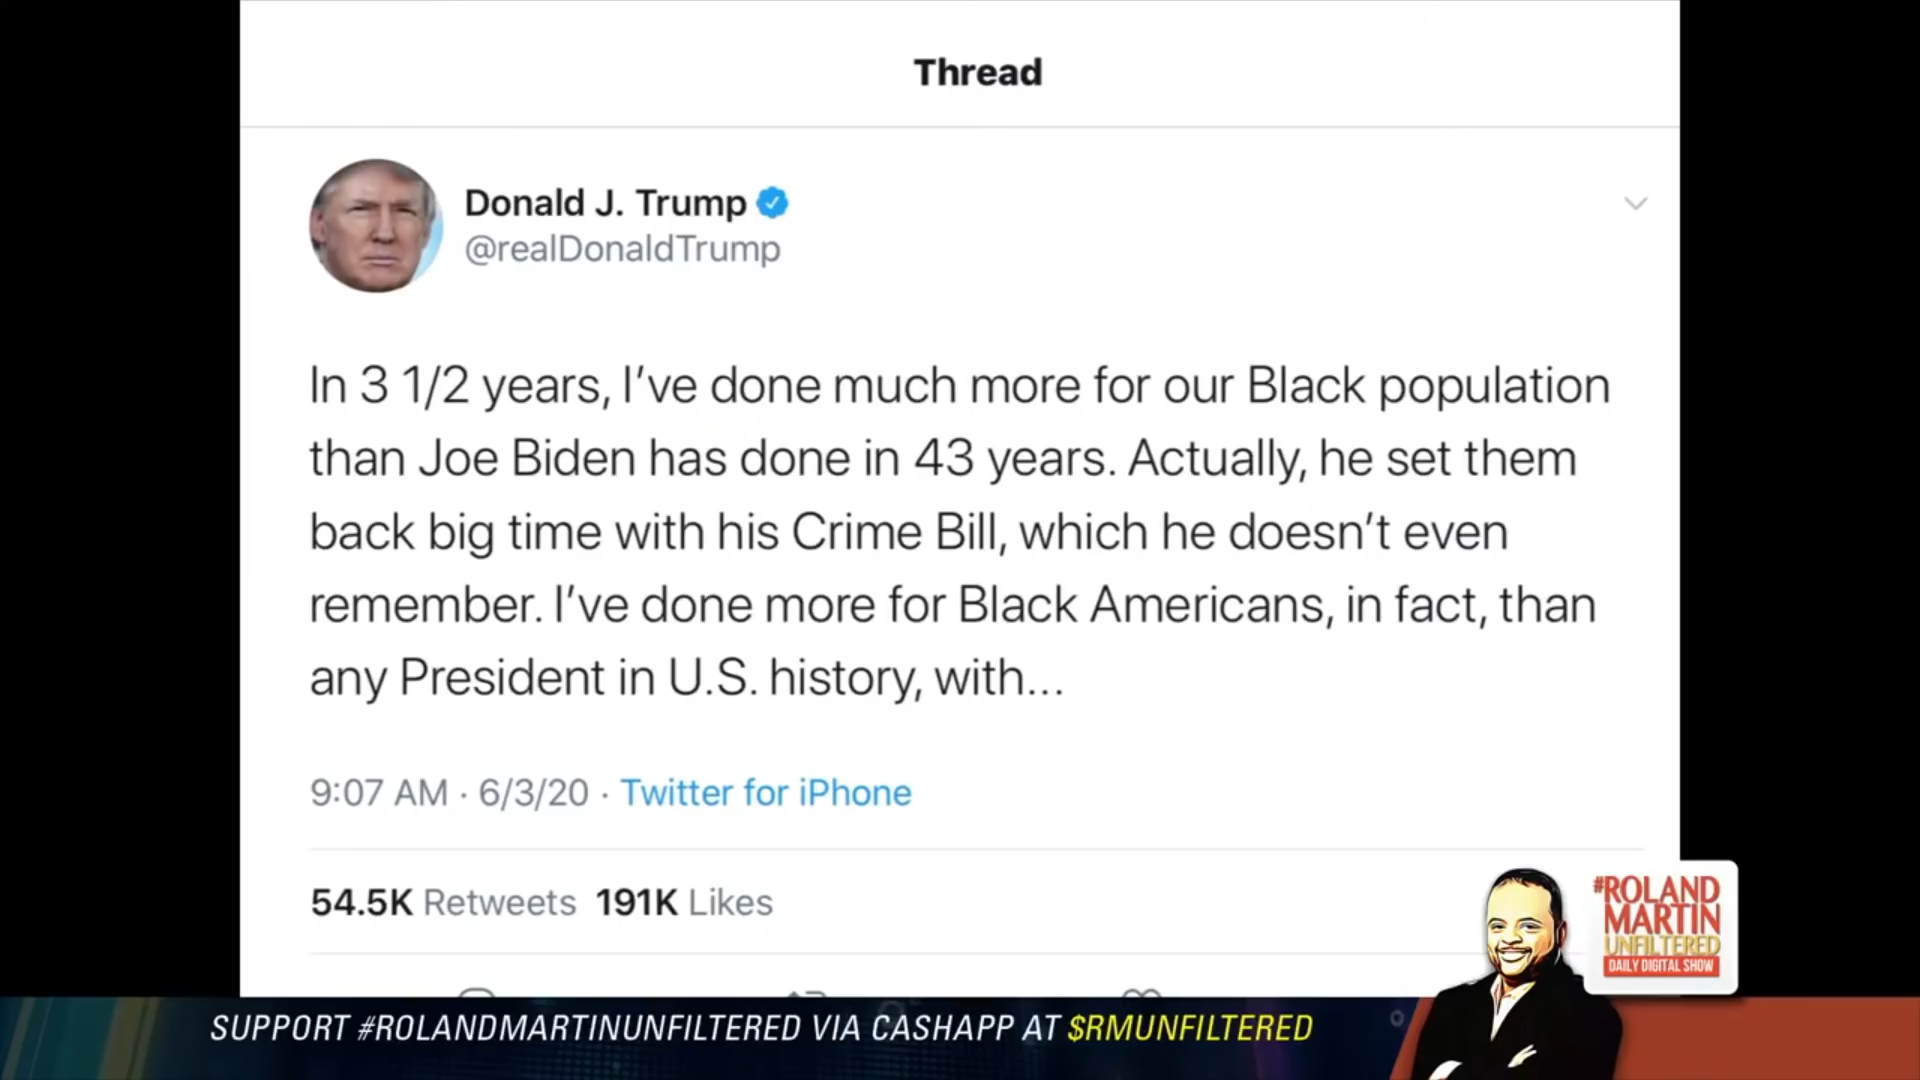 Thread
Donald J. Trump
@realDonaldTrump
In 3 1/2 years, I’ve done much more for our Black population
than Joe Biden has done in 43 years. Actually, he set them
back big time with his Crime Bill, which he doesn’t even
remember. I’ve done more for Black Americans, in fact, than
any President in U.S. history, with...
9:07 AM · 6/3/20 · Twitter for iPhone
54.5K Retweets 191K Likes
#ROLAND
MARTIN
UNFILTERED
DAILY DIGITAL SHOW
SUPPORT #ROLANDMARTINUNFILTERED VIA CASHAPP AT $RMUNFILTERED